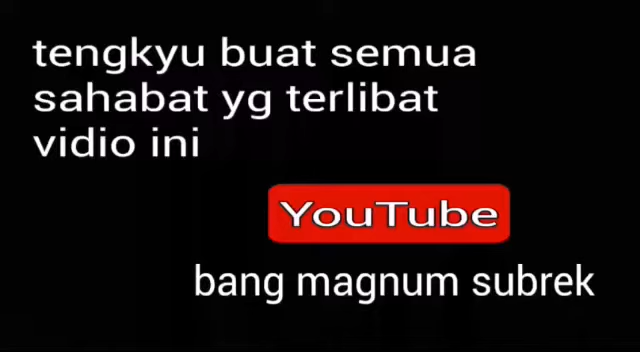 tengkyu buat semua
sahabat yg terlibat
vidio ini
YouTube
bang magnum subrek